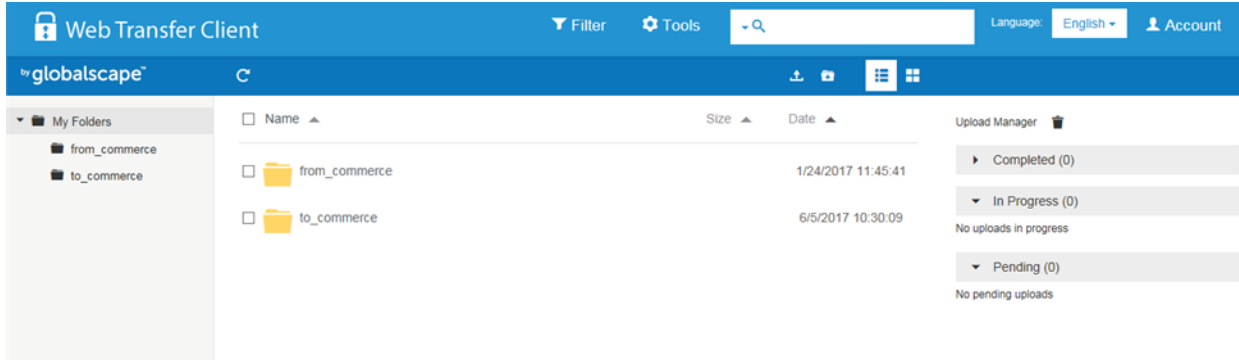 Web Transfer Client
Filter
Tools
Language:
English
Account
by globalscape™
My Folders
from_commerce
to_commerce
Name
Size
Date
from_commerce
1/24/2017 11:45:41
to_commerce
6/5/2017 10:30:09
Upload Manager
Completed (0)
In Progress (0)
No uploads in progress
Pending (0)
No pending uploads